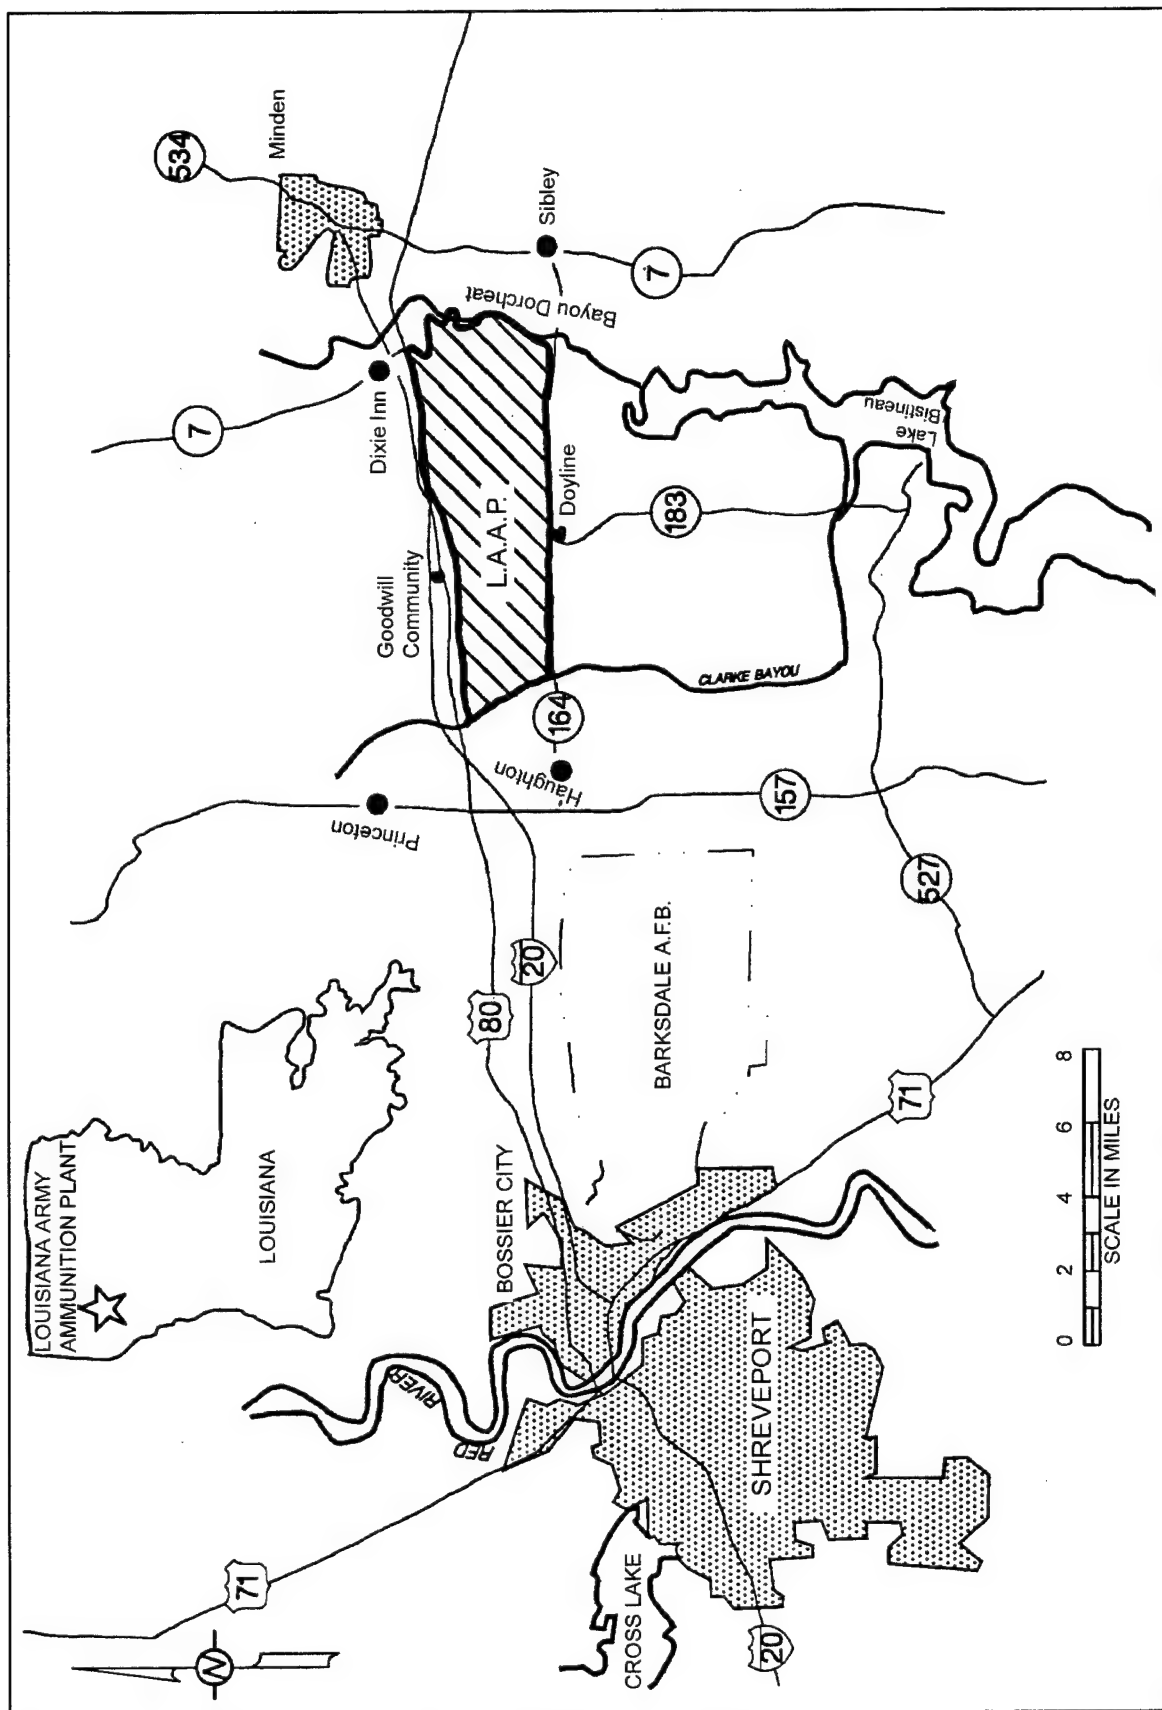 LOUISIANA ARMY
AMMUNITION PLANT
LOUISIANA
N
71
RED
RIVER
BOSSIER CITY
80
20
Princeton
Haughton
164
Goodwill
Community
Dixie Inn
7
534
Minden
Sibley
7
Bayou Dorcheat
L.A.A.P.
Doyline
183
CLARKE BAYOU
Lake
Bistineau
157
527
BARKSDALE A.F.B.
71
SHREVEPORT
CROSS LAKE
20
0 2 4 6 8
SCALE IN MILES